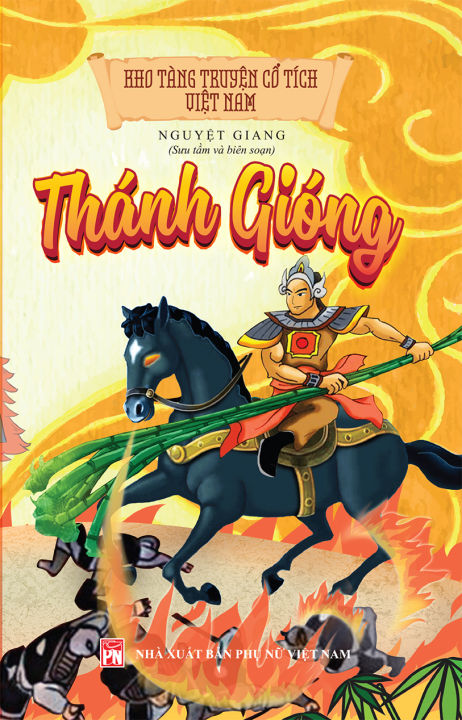 KHO TÀNG TRUYỆN CỔ TÍCH
VIỆT NAM
NGUYỆT GIANG
(Sưu tầm và biên soạn)
Thánh Gióng
PN
NHÀ XUẤT BẢN PHỤ NỮ VIỆT NAM